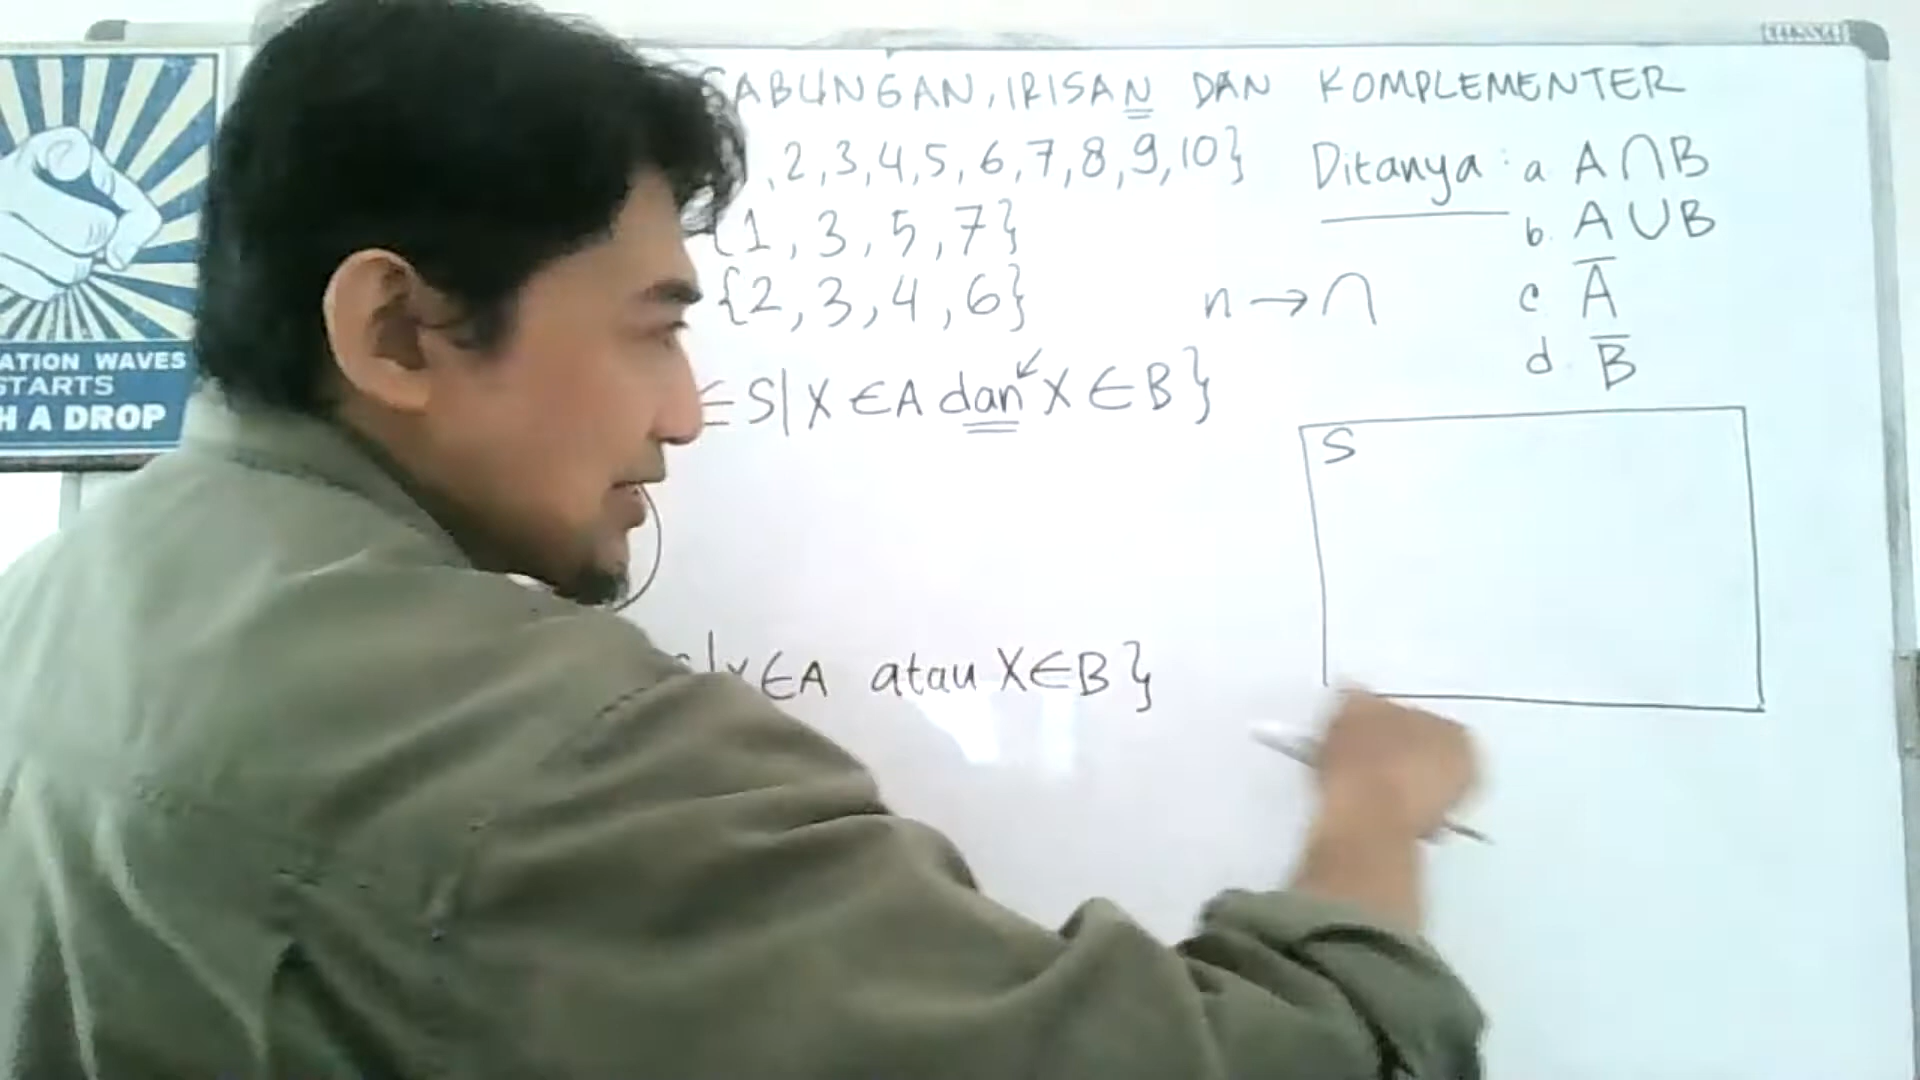 GABUNGAN, IRISAN DAN KOMPLEMENTER
, 2, 3, 4, 5, 6, 7, 8, 9, 10}
{1, 3, 5, 7}
{2, 3, 4, 6}
∈ S | X ∈ A dan X ∈ B}
X ∈ A atau X ∈ B}
Ditanya : a A ∩ B
b. A ∪ B
n → ∩
c A̅
d B̅
S
ATION WAVES
STARTS
H A DROP